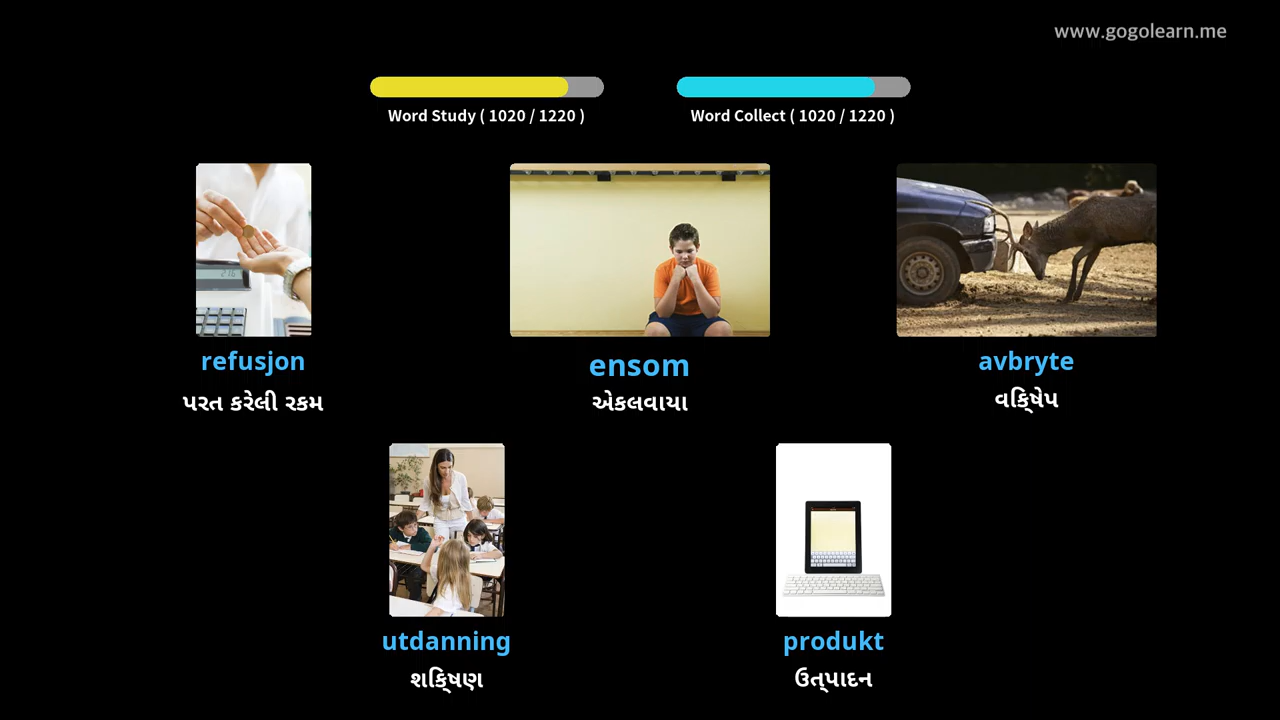 www.gogolearn.me
Word Study ( 1020 / 1220 )
Word Collect ( 1020 / 1220 )
refusjon
પરત કરેલી રકમ
ensom
એકલવાયા
avbryte
વિક્ષેપ
utdanning
શિક્ષણ
produkt
ઉત્પાદન